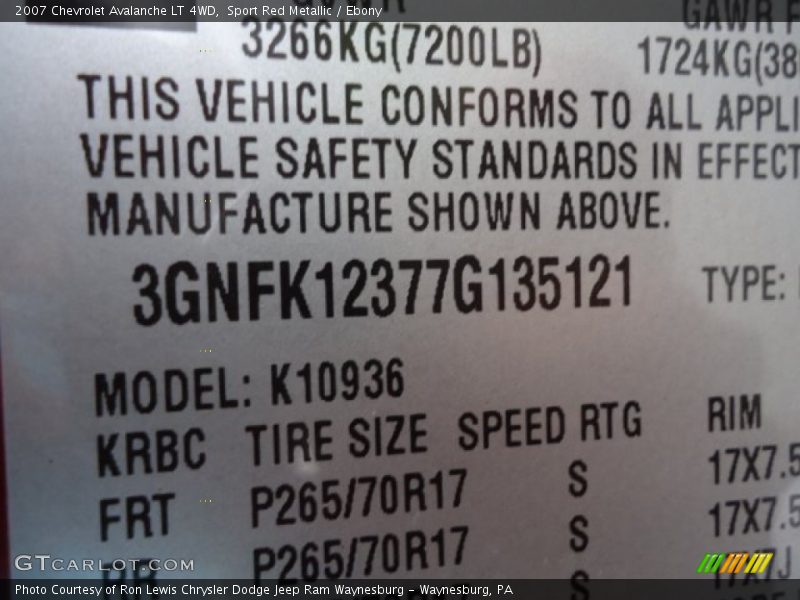 2007 Chevrolet Avalanche LT 4WD, Sport Red Metallic / Ebony
GAWR F
3266KG(7200LB) 1724KG(38
THIS VEHICLE CONFORMS TO ALL APPLI
VEHICLE SAFETY STANDARDS IN EFFECT
MANUFACTURE SHOWN ABOVE.
3GNFK12377G135121 TYPE:
MODEL: K10936
KRBC TIRE SIZE SPEED RTG RIM
FRT P265/70R17 S 17X7.5
RR P265/70R17 S 17X7.5
S 17X7J
GTCARLOT.COM
Photo Courtesy of Ron Lewis Chrysler Dodge Jeep Ram Waynesburg - Waynesburg, PA